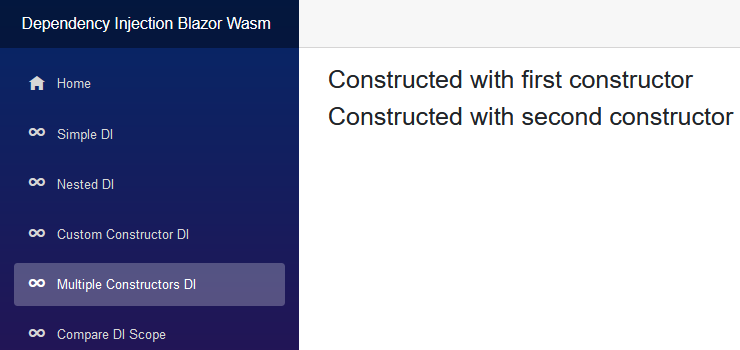 Dependency Injection Blazor Wasm
Home
Simple DI
Nested DI
Custom Constructor DI
Multiple Constructors DI
Compare DI Scope
Constructed with first constructor
Constructed with second constructor